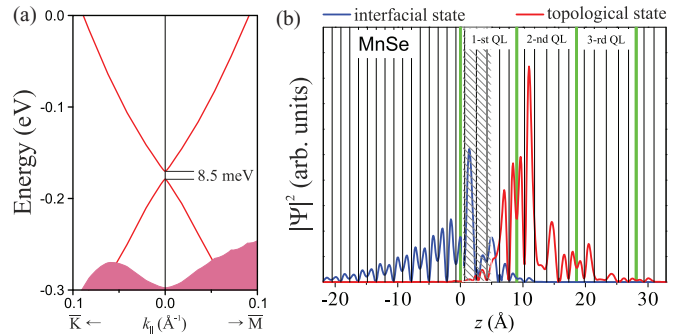 (a)
0.0
-0.1
-0.2
-0.3
Energy (eV)
8.5 meV
0.1 0.0 0.1
K̅ ← k∥ (Å⁻¹) → M̅
(b)
interfacial state topological state
MnSe 1-st QL 2-nd QL 3-rd QL
|Ψ|² (arb. units)
-20 -10 0 10 20 30
z (Å)